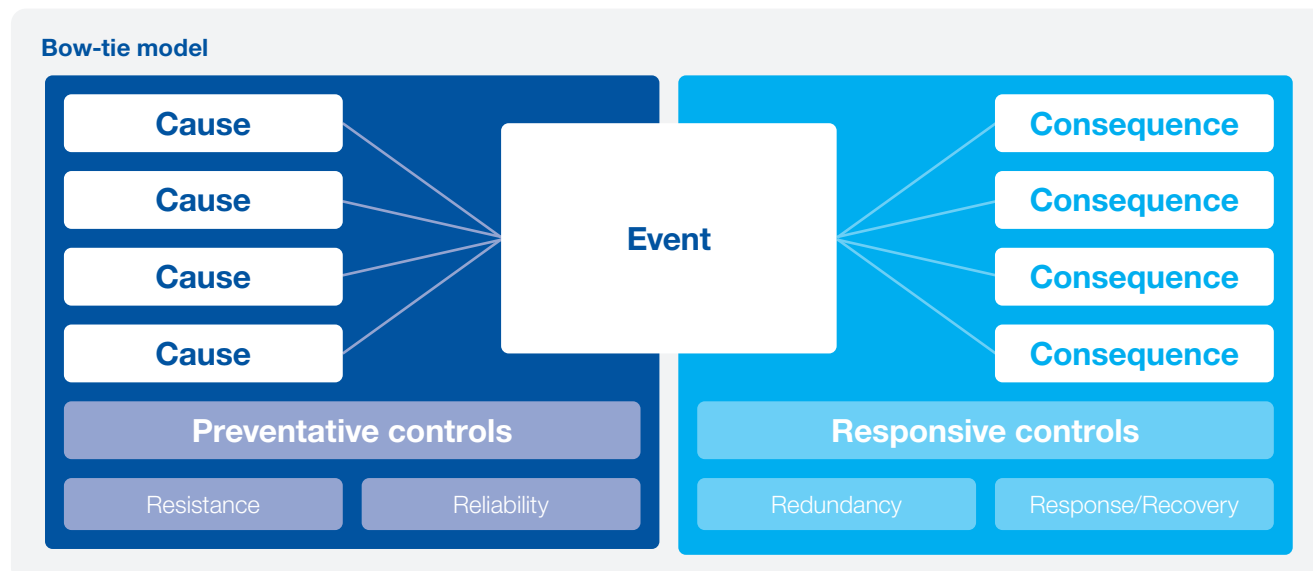 Bow-tie model
Cause
Cause
Cause
Cause
Event
Consequence
Consequence
Consequence
Consequence
Preventative controls
Responsive controls
Resistance
Reliability
Redundancy
Response/Recovery